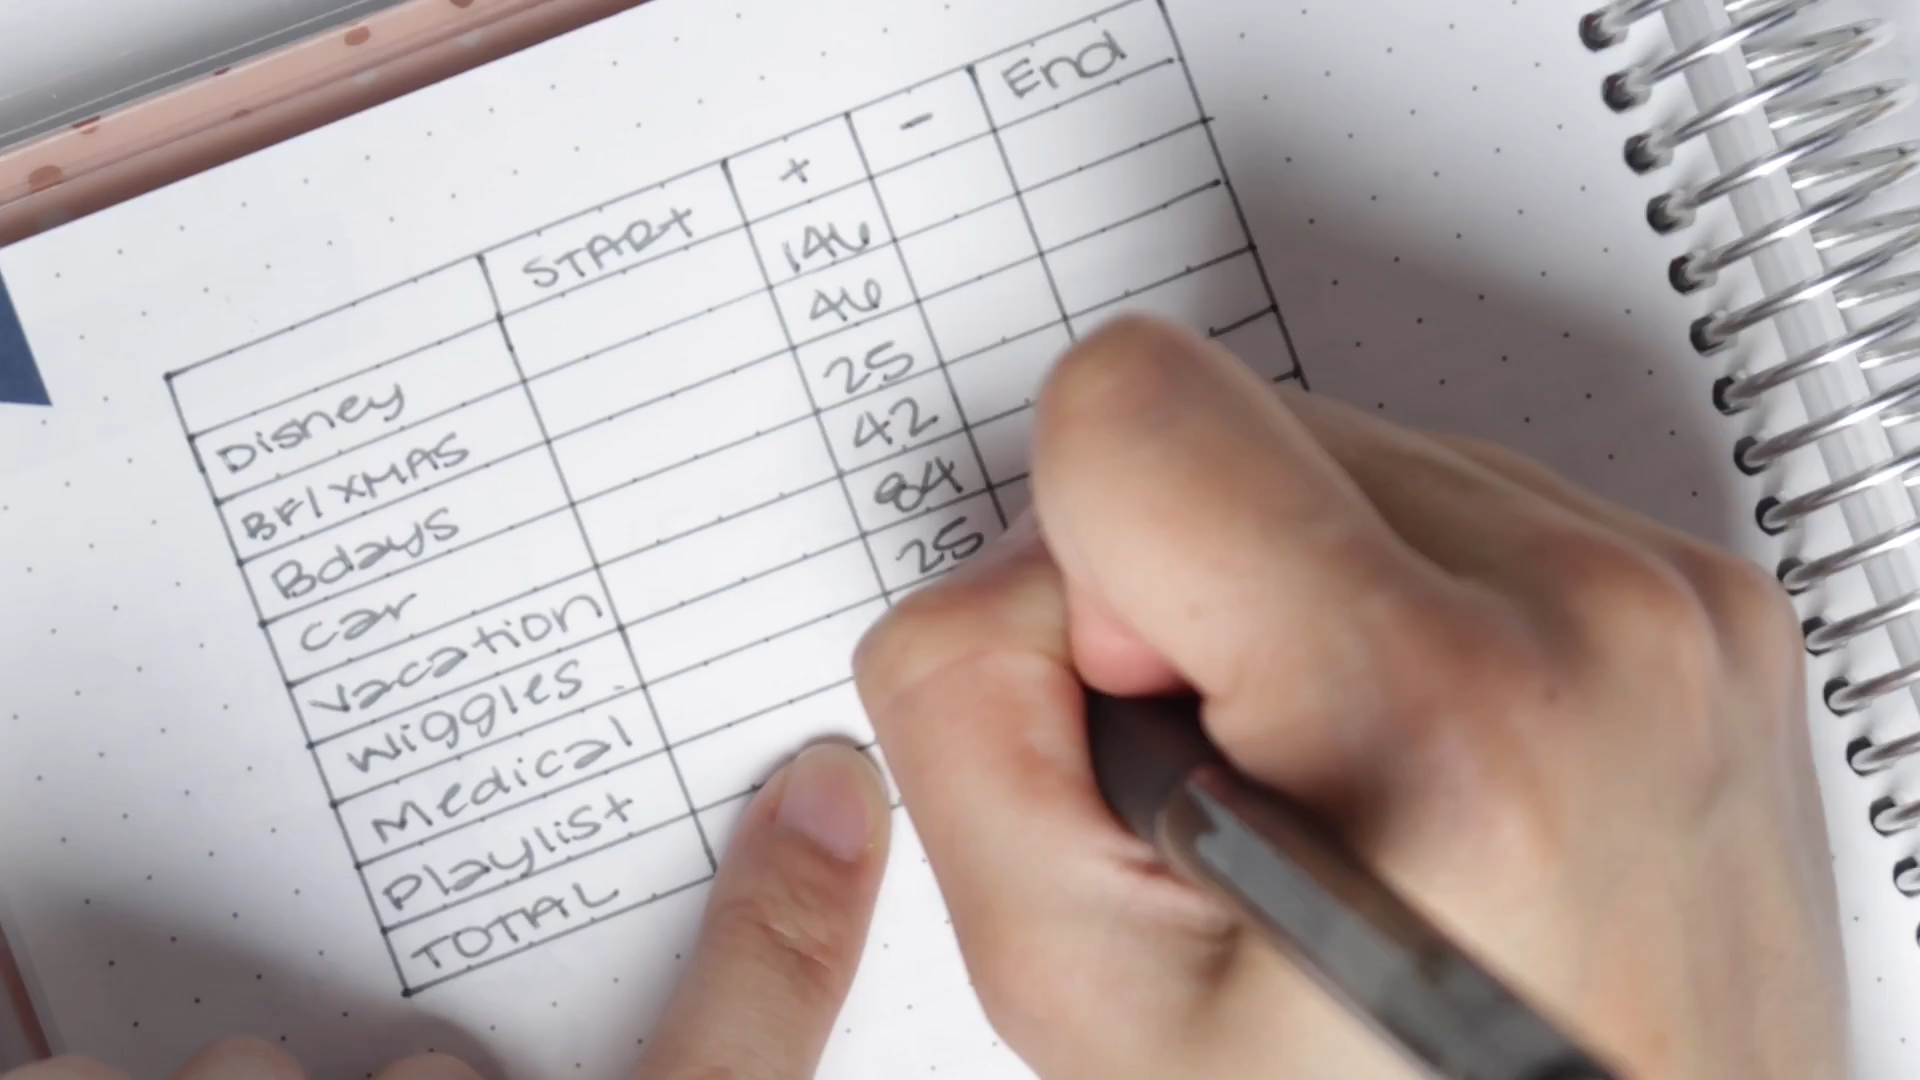 START + - End
Disney 146
BF/XMAS 46
Bdays 25
car 42
vacation 84
wiggles 25
Medical
Playlist
TOTAL